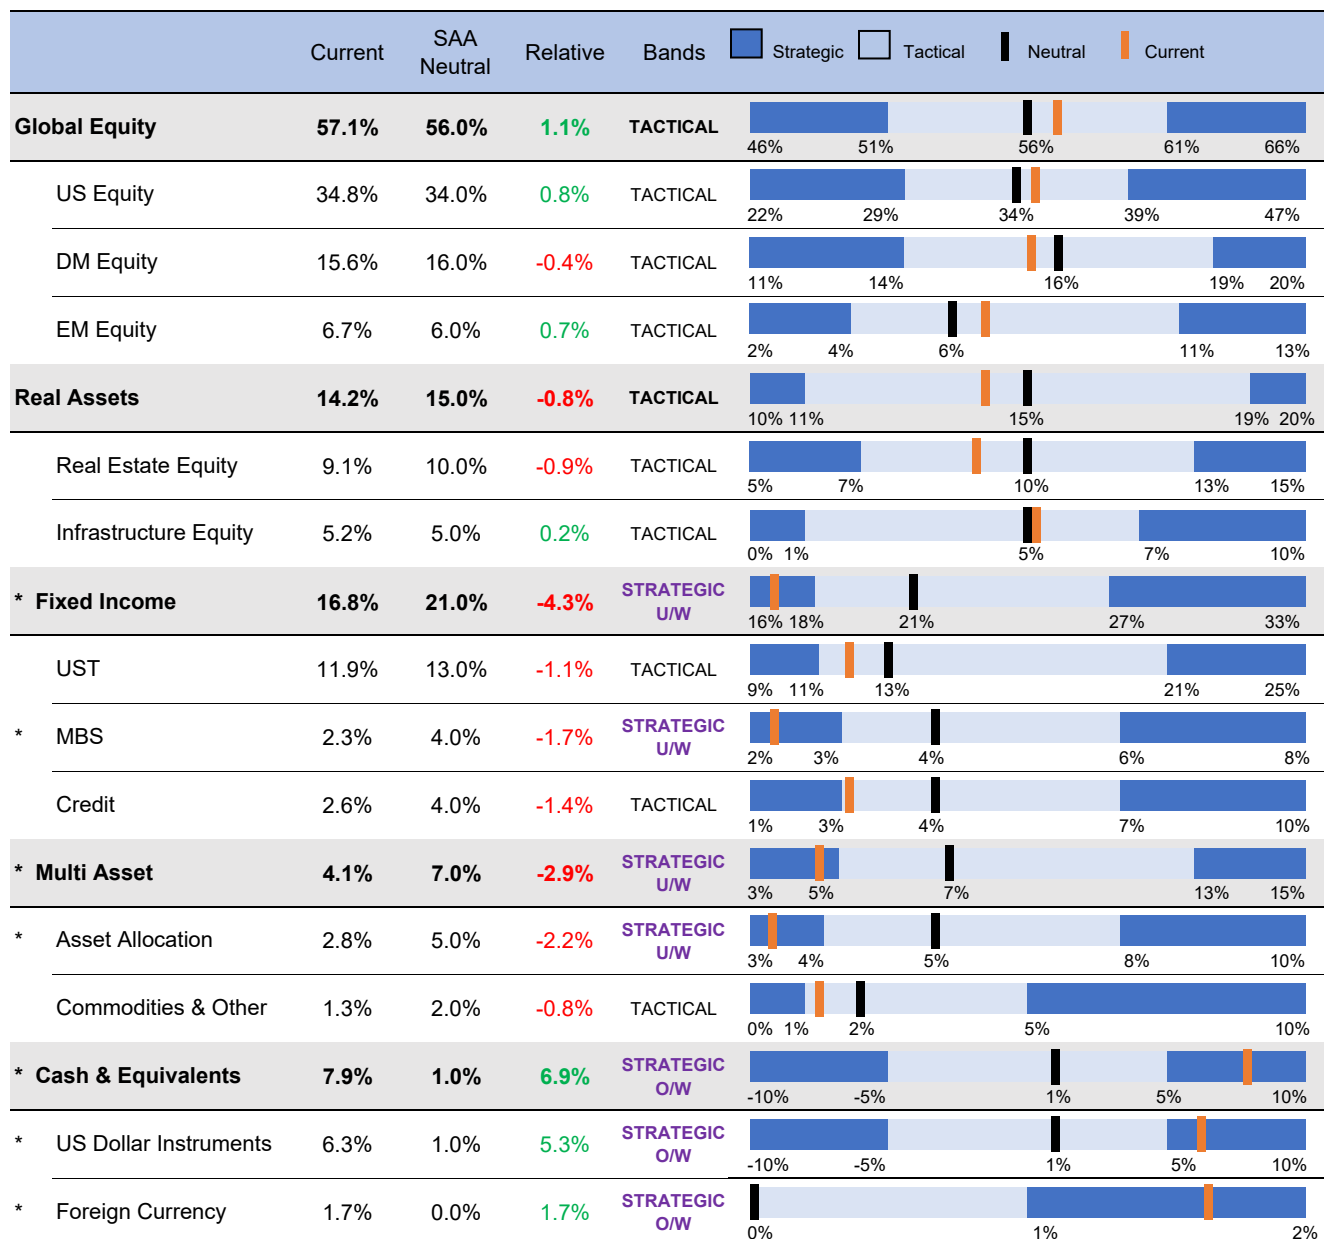 Current SAA Neutral Relative Bands Strategic Tactical Neutral Current
Global Equity 57.1% 56.0% 1.1% TACTICAL
46% 51% 56% 61% 66%
US Equity 34.8% 34.0% 0.8% TACTICAL
22% 29% 34% 39% 47%
DM Equity 15.6% 16.0% -0.4% TACTICAL
11% 14% 16% 19% 20%
EM Equity 6.7% 6.0% 0.7% TACTICAL
2% 4% 6% 11% 13%
Real Assets 14.2% 15.0% -0.8% TACTICAL
10% 11% 15% 19% 20%
Real Estate Equity 9.1% 10.0% -0.9% TACTICAL
5% 7% 10% 13% 15%
Infrastructure Equity 5.2% 5.0% 0.2% TACTICAL
0% 1% 5% 7% 10%
* Fixed Income 16.8% 21.0% -4.3% STRATEGIC U/W
16% 18% 21% 27% 33%
UST 11.9% 13.0% -1.1% TACTICAL
9% 11% 13% 21% 25%
* MBS 2.3% 4.0% -1.7% STRATEGIC U/W
2% 3% 4% 6% 8%
Credit 2.6% 4.0% -1.4% TACTICAL
1% 3% 4% 7% 10%
* Multi Asset 4.1% 7.0% -2.9% STRATEGIC U/W
3% 5% 7% 13% 15%
* Asset Allocation 2.8% 5.0% -2.2% STRATEGIC U/W
3% 4% 5% 8% 10%
Commodities & Other 1.3% 2.0% -0.8% TACTICAL
0% 1% 2% 5% 10%
* Cash & Equivalents 7.9% 1.0% 6.9% STRATEGIC O/W
-10% -5% 1% 5% 10%
* US Dollar Instruments 6.3% 1.0% 5.3% STRATEGIC O/W
-10% -5% 1% 5% 10%
* Foreign Currency 1.7% 0.0% 1.7% STRATEGIC O/W
0% 1% 2%